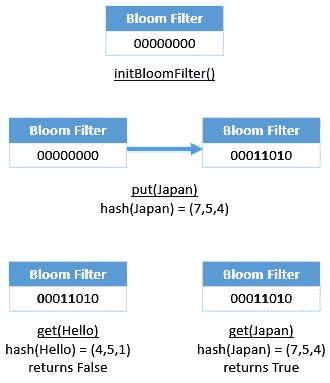 Bloom Filter
00000000
initBloomFilter()
Bloom Filter
00000000
Bloom Filter
00011010
put(Japan)
hash(Japan) = (7,5,4)
Bloom Filter
00011010
get(Hello)
hash(Hello) = (4,5,1)
returns False
Bloom Filter
00011010
get(Japan)
hash(Japan) = (7,5,4)
returns True